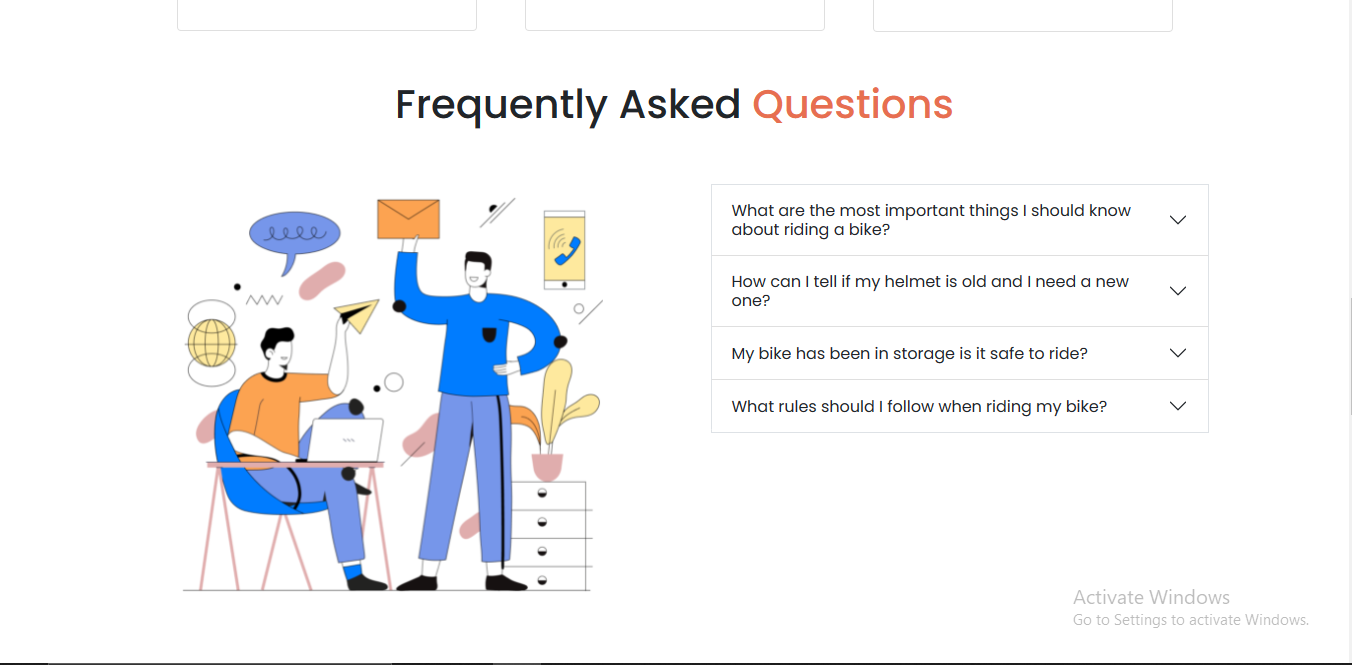 Frequently Asked Questions
What are the most important things I should know
about riding a bike?
How can I tell if my helmet is old and I need a new
one?
My bike has been in storage is it safe to ride?
What rules should I follow when riding my bike?
Activate Windows
Go to Settings to activate Windows.